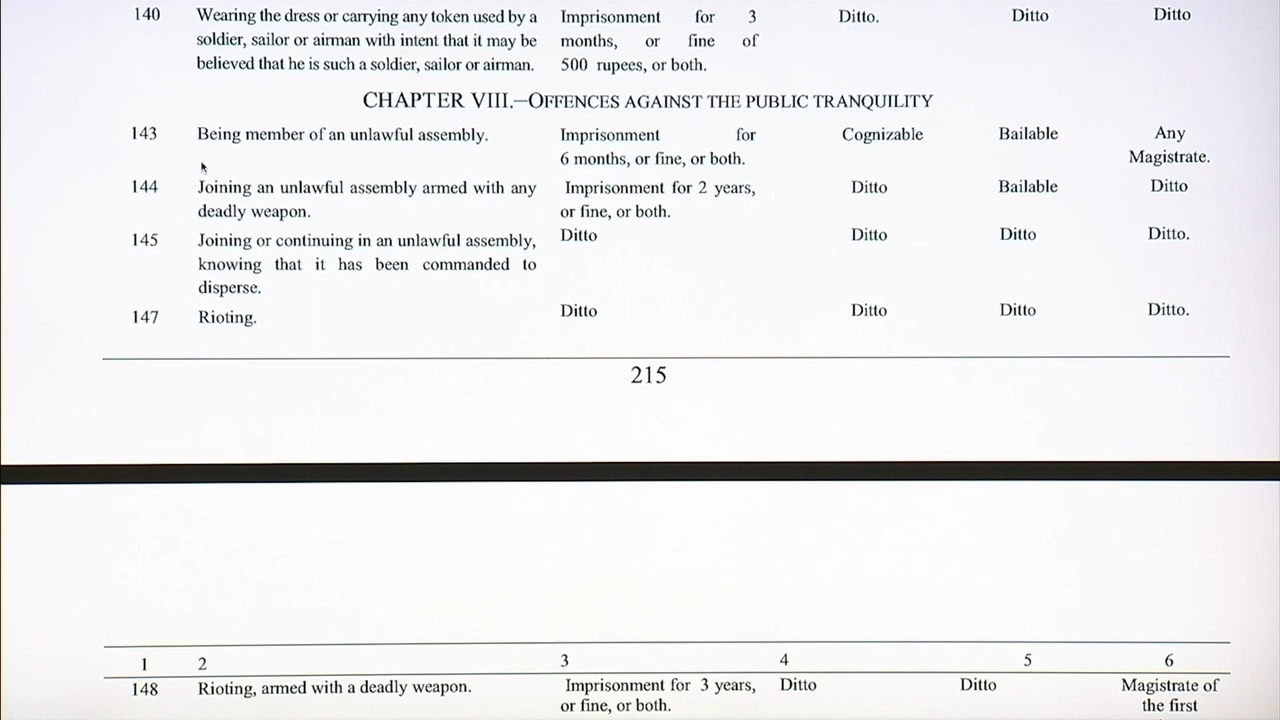 140 Wearing the dress or carrying any token used by a Imprisonment for 3 Ditto. Ditto Ditto
soldier, sailor or airman with intent that it may be months, or fine of
believed that he is such a soldier, sailor or airman. 500 rupees, or both.
CHAPTER VIII.—OFFENCES AGAINST THE PUBLIC TRANQUILITY
143 Being member of an unlawful assembly. Imprisonment for Cognizable Bailable Any
6 months, or fine, or both. Magistrate.
144 Joining an unlawful assembly armed with any Imprisonment for 2 years, Ditto Bailable Ditto
deadly weapon. or fine, or both.
145 Joining or continuing in an unlawful assembly, Ditto Ditto Ditto Ditto.
knowing that it has been commanded to
disperse.
147 Rioting. Ditto Ditto Ditto Ditto.
215
1 2 3 4 5 6
148 Rioting, armed with a deadly weapon. Imprisonment for 3 years, Ditto Ditto Magistrate of
or fine, or both. the first